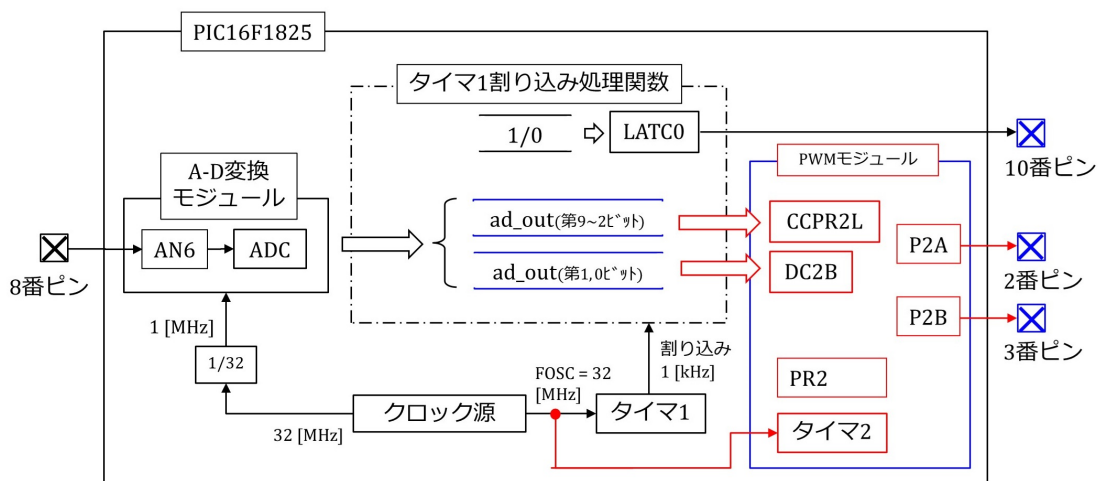 PIC16F1825
タイマ1割り込み処理関数
1/0
LATC0
10番ピン
PWMモジュール
A-D変換
モジュール
AN6
ADC
8番ピン
ad_out(第9~2ﾋﾞｯﾄ)
ad_out(第1,0ﾋﾞｯﾄ)
CCPR2L
DC2B
P2A
2番ピン
P2B
3番ピン
1 [MHz]
1/32
32 [MHz]
クロック源
FOSC = 32
[MHz]
割り込み
1 [kHz]
タイマ1
PR2
タイマ2